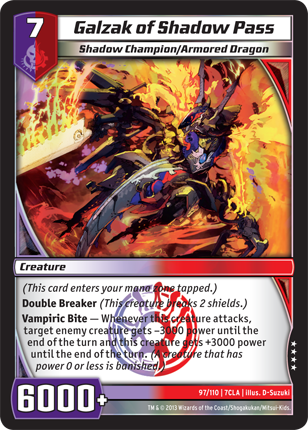 7
Galzak of Shadow Pass
Shadow Champion/Armored Dragon
Creature
(This card enters your mana zone tapped.)
Double Breaker (This creature breaks 2 shields.)
Vampiric Bite — Whenever this creature attacks,
target enemy creature gets -3000 power until the
end of the turn and this creature gets +3000 power
until the end of the turn. (A creature that has
power 0 or less is banished.)
97/110 | 7CLA | illus. D-Suzuki
6000+
TM & © 2013 Wizards of the Coast/Shogakukan/Mitsui-Kids.